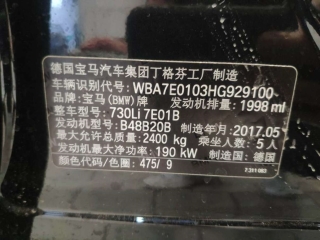 德国宝马汽车集团丁格芬工厂制造
车辆识别代号: WBA7E0103HG929100
品牌: 宝马(BMW)牌 发动机排量: 1998 ml
整车型号: 730Li 7E01B
发动机型号: B48B20B 制造年月: 2017.05
最大允许总质量: 2400 kg 乘坐人数: 5 人
发动机最大净功率: 190 kW 制造国: 德国
颜色代码/色圈: 475/ 9